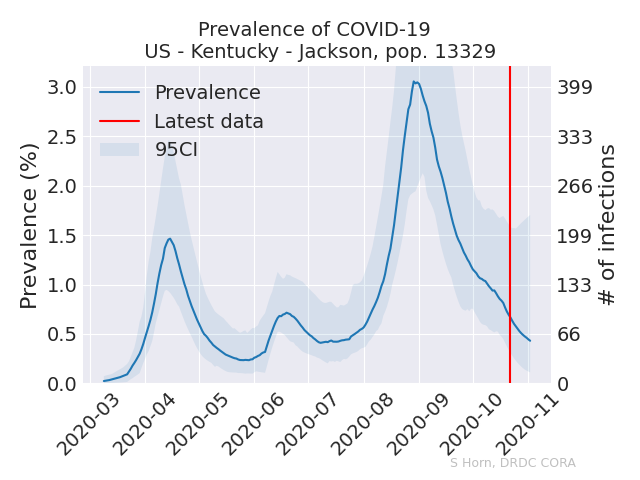 Prevalence of COVID-19
US - Kentucky - Jackson, pop. 13329
Prevalence
Latest data
95CI
Prevalence (%)
3.0
2.5
2.0
1.5
1.0
0.5
0.0
399
333
266
199
133
66
0
# of infections
2020-03
2020-04
2020-05
2020-06
2020-07
2020-08
2020-09
2020-10
2020-11
S Horn, DRDC CORA